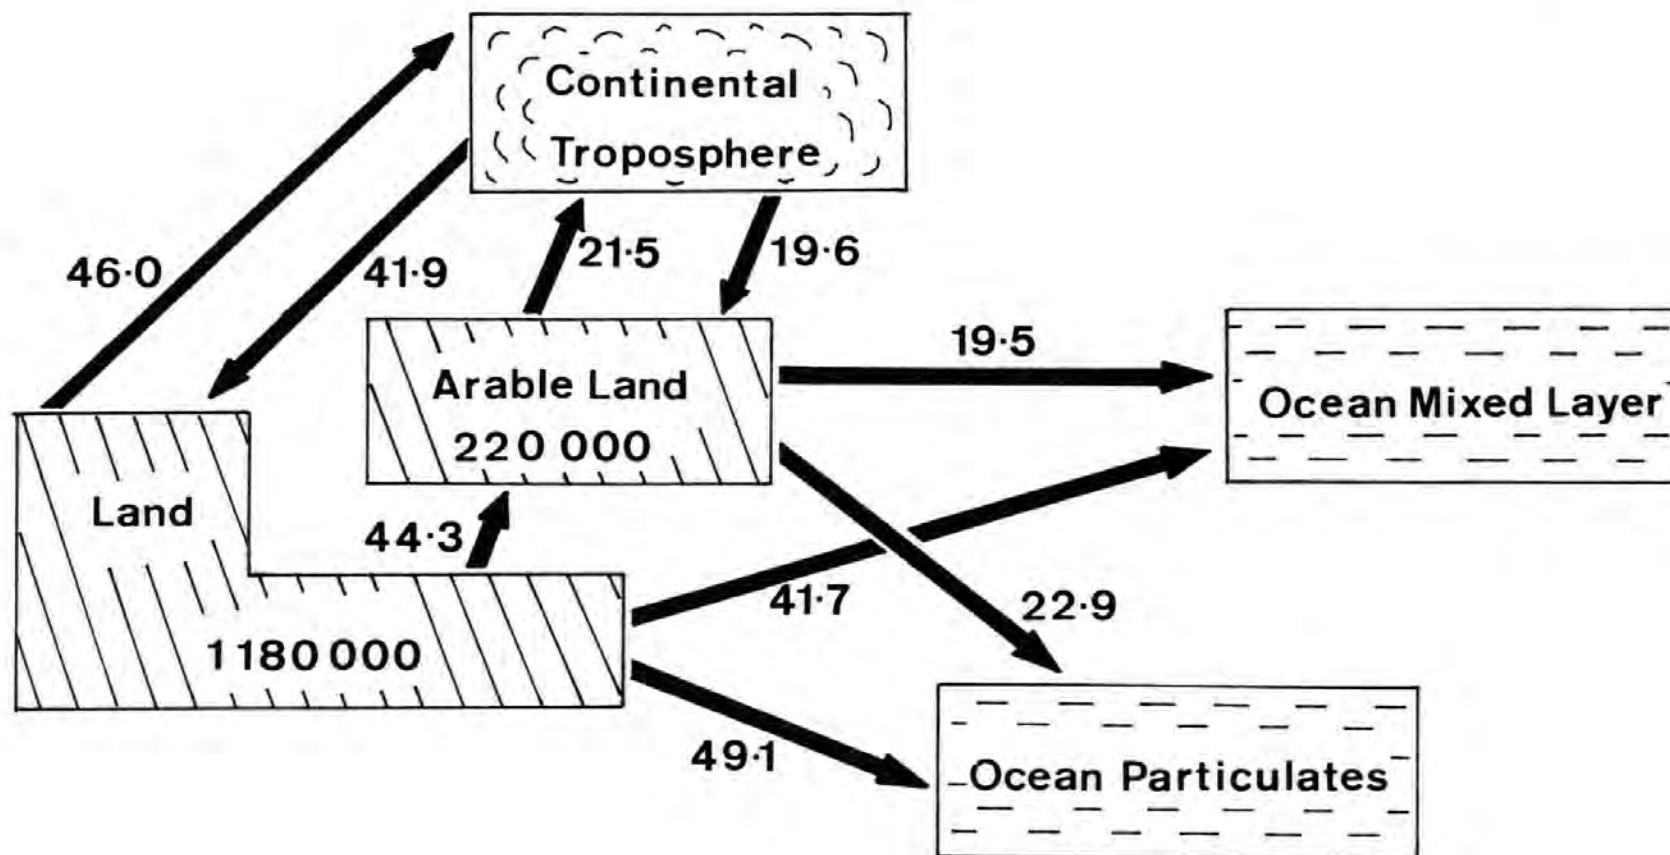 Continental
Troposphere
46·0
41·9
21·5
19·6
19·5
Arable Land
220 000
Ocean Mixed Layer
Land
44·3
41·7
22·9
1180 000
49·1
Ocean Particulates